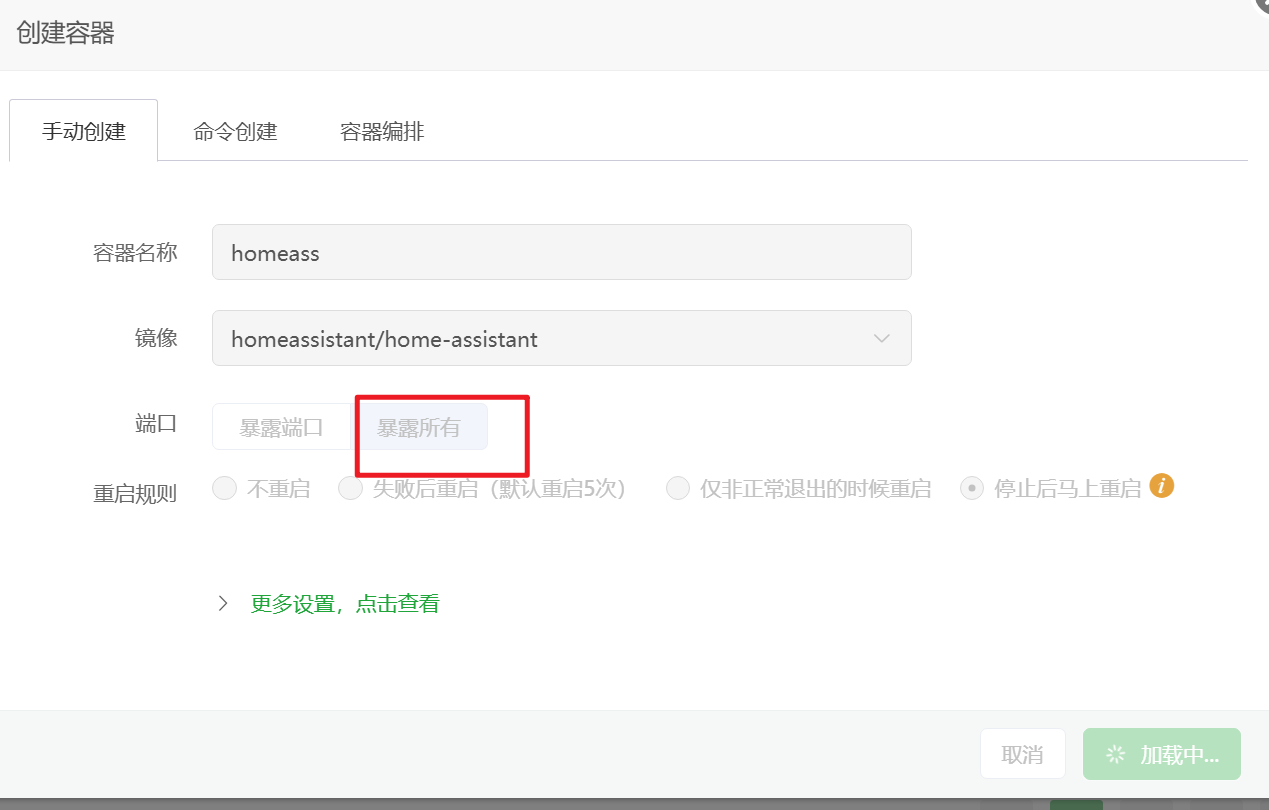 创建容器
手动创建 命令创建 容器编排
容器名称 homeass
镜像 homeassistant/home-assistant
端口 暴露端口 暴露所有
重启规则 不重启 失败后重启（默认重启5次） 仅非正常退出的时候重启 停止后马上重启 i
更多设置，点击查看
取消 加载中...